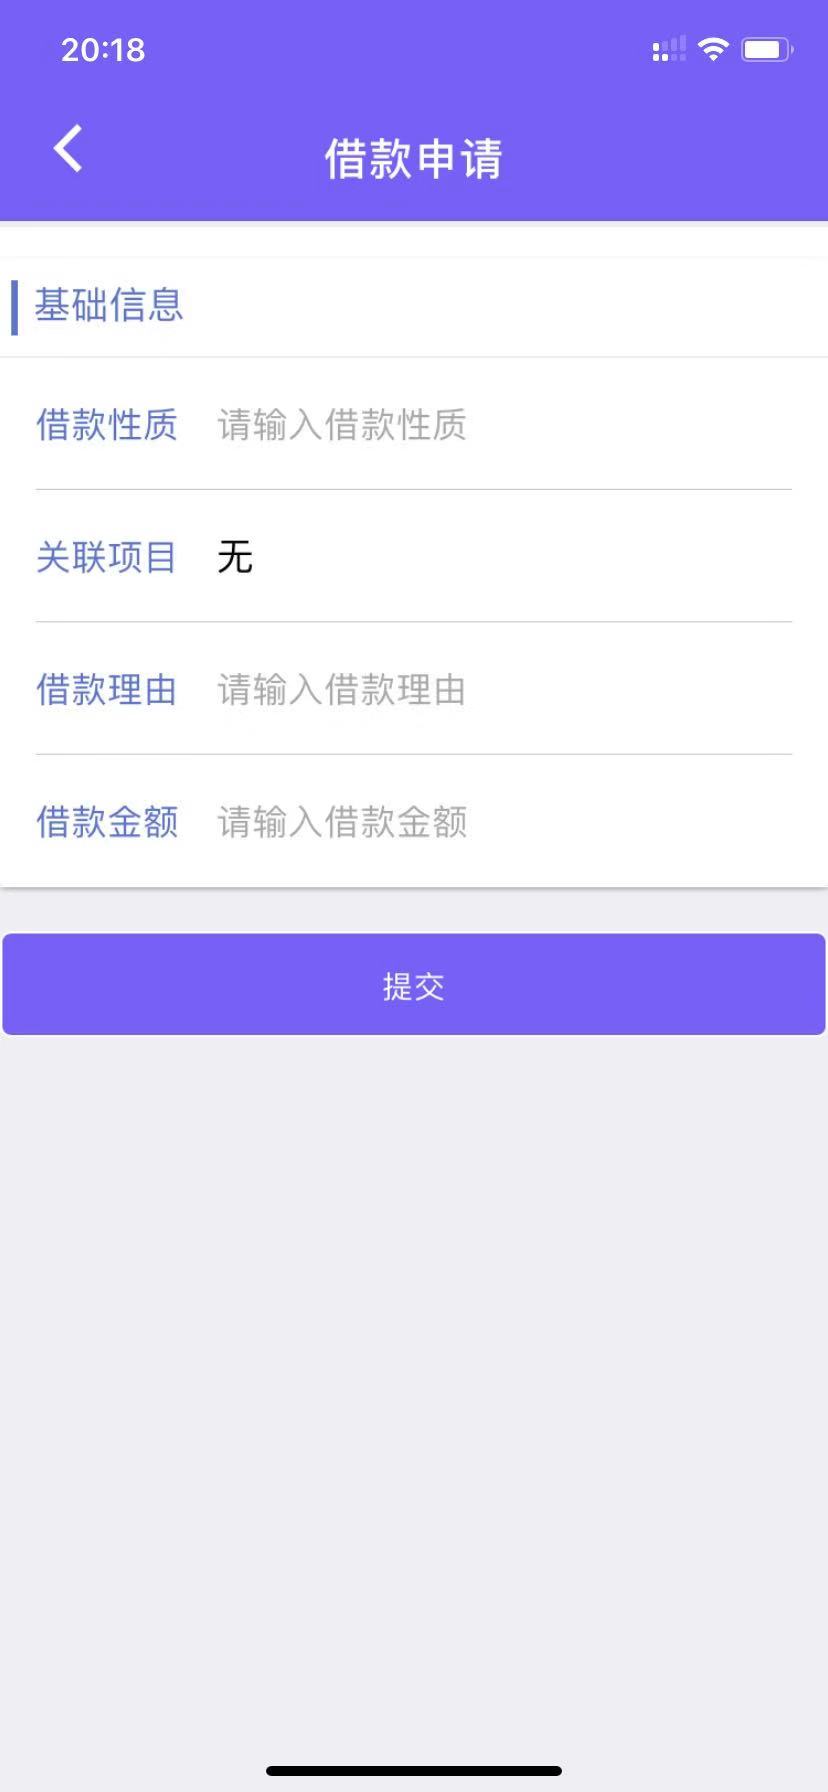 20:18
借款申请
基础信息
借款性质 请输入借款性质
关联项目 无
借款理由 请输入借款理由
借款金额 请输入借款金额
提交